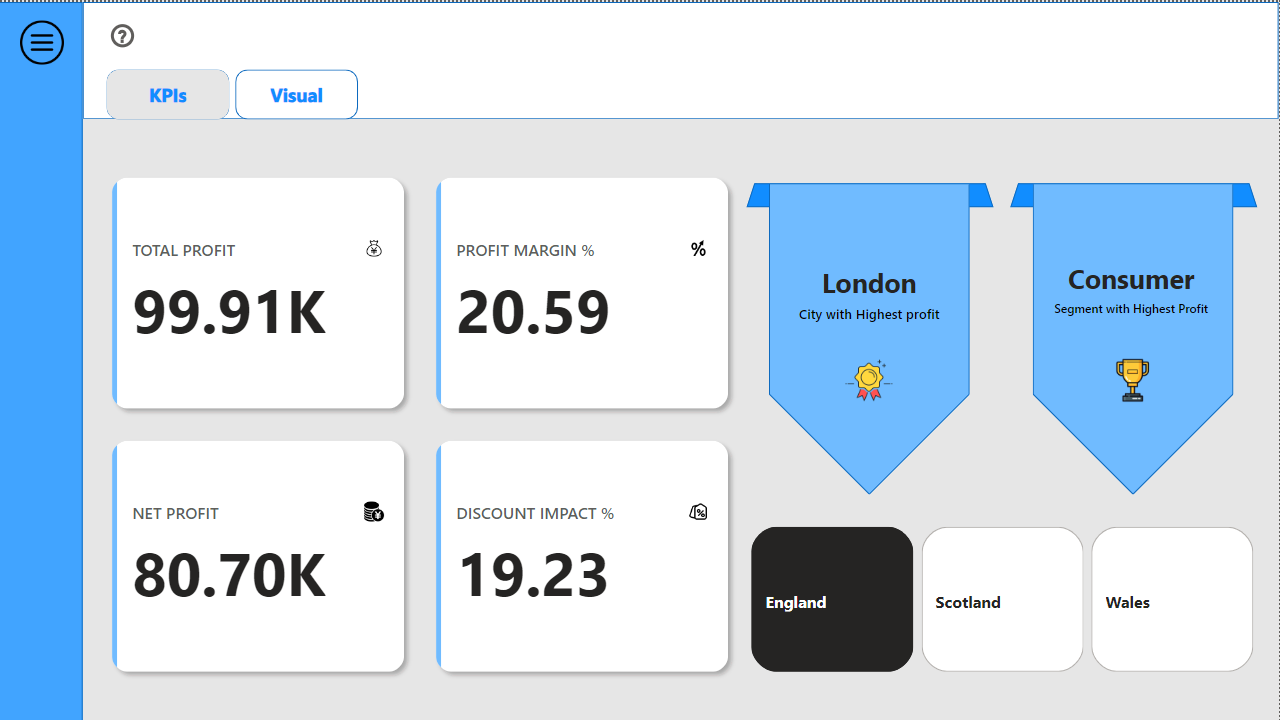 ?
KPIs
Visual
TOTAL PROFIT
¥
99.91K
PROFIT MARGIN %
%
20.59
London
City with Highest profit
Consumer
Segment with Highest Profit
NET PROFIT
¥
80.70K
DISCOUNT IMPACT %
%
19.23
England
Scotland
Wales